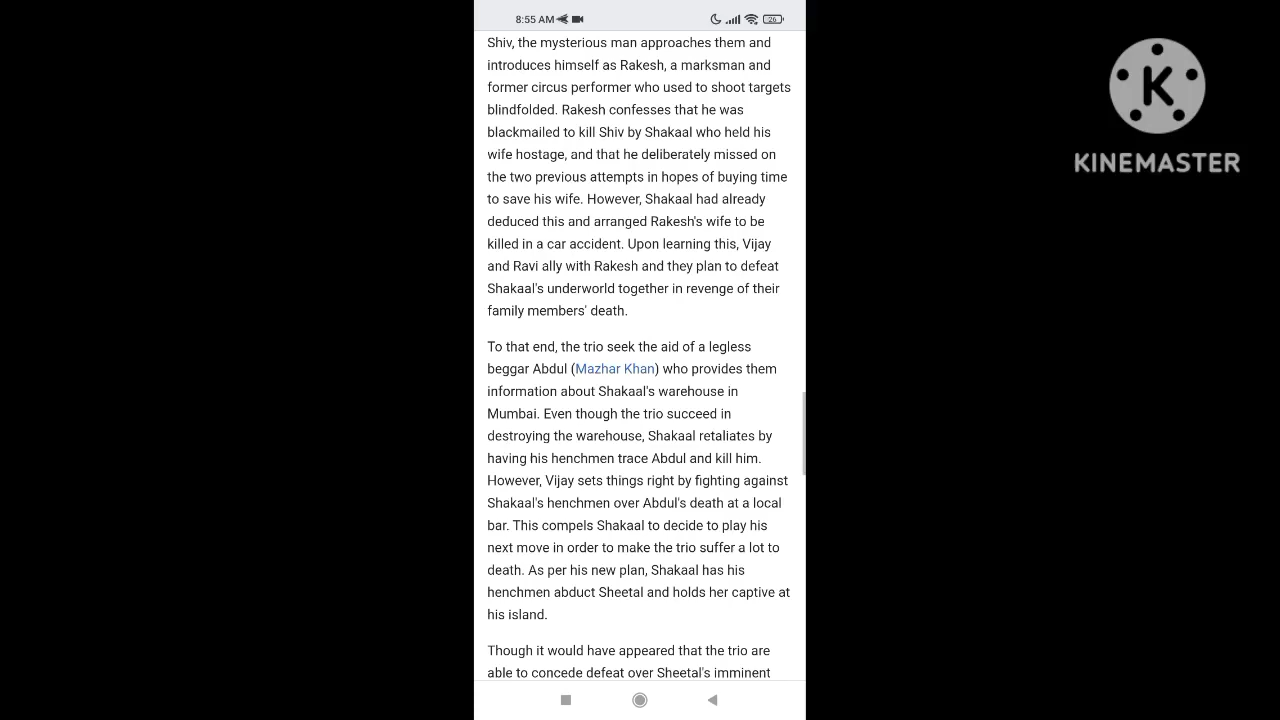 8:55 AM
26
Shiv, the mysterious man approaches them and
introduces himself as Rakesh, a marksman and
former circus performer who used to shoot targets
blindfolded. Rakesh confesses that he was
blackmailed to kill Shiv by Shakaal who held his
wife hostage, and that he deliberately missed on
the two previous attempts in hopes of buying time
to save his wife. However, Shakaal had already
deduced this and arranged Rakesh's wife to be
killed in a car accident. Upon learning this, Vijay
and Ravi ally with Rakesh and they plan to defeat
Shakaal's underworld together in revenge of their
family members' death.
To that end, the trio seek the aid of a legless
beggar Abdul (Mazhar Khan) who provides them
information about Shakaal's warehouse in
Mumbai. Even though the trio succeed in
destroying the warehouse, Shakaal retaliates by
having his henchmen trace Abdul and kill him.
However, Vijay sets things right by fighting against
Shakaal's henchmen over Abdul's death at a local
bar. This compels Shakaal to decide to play his
next move in order to make the trio suffer a lot to
death. As per his new plan, Shakaal has his
henchmen abduct Sheetal and holds her captive at
his island.
Though it would have appeared that the trio are
able to concede defeat over Sheetal's imminent
K
KINEMASTER